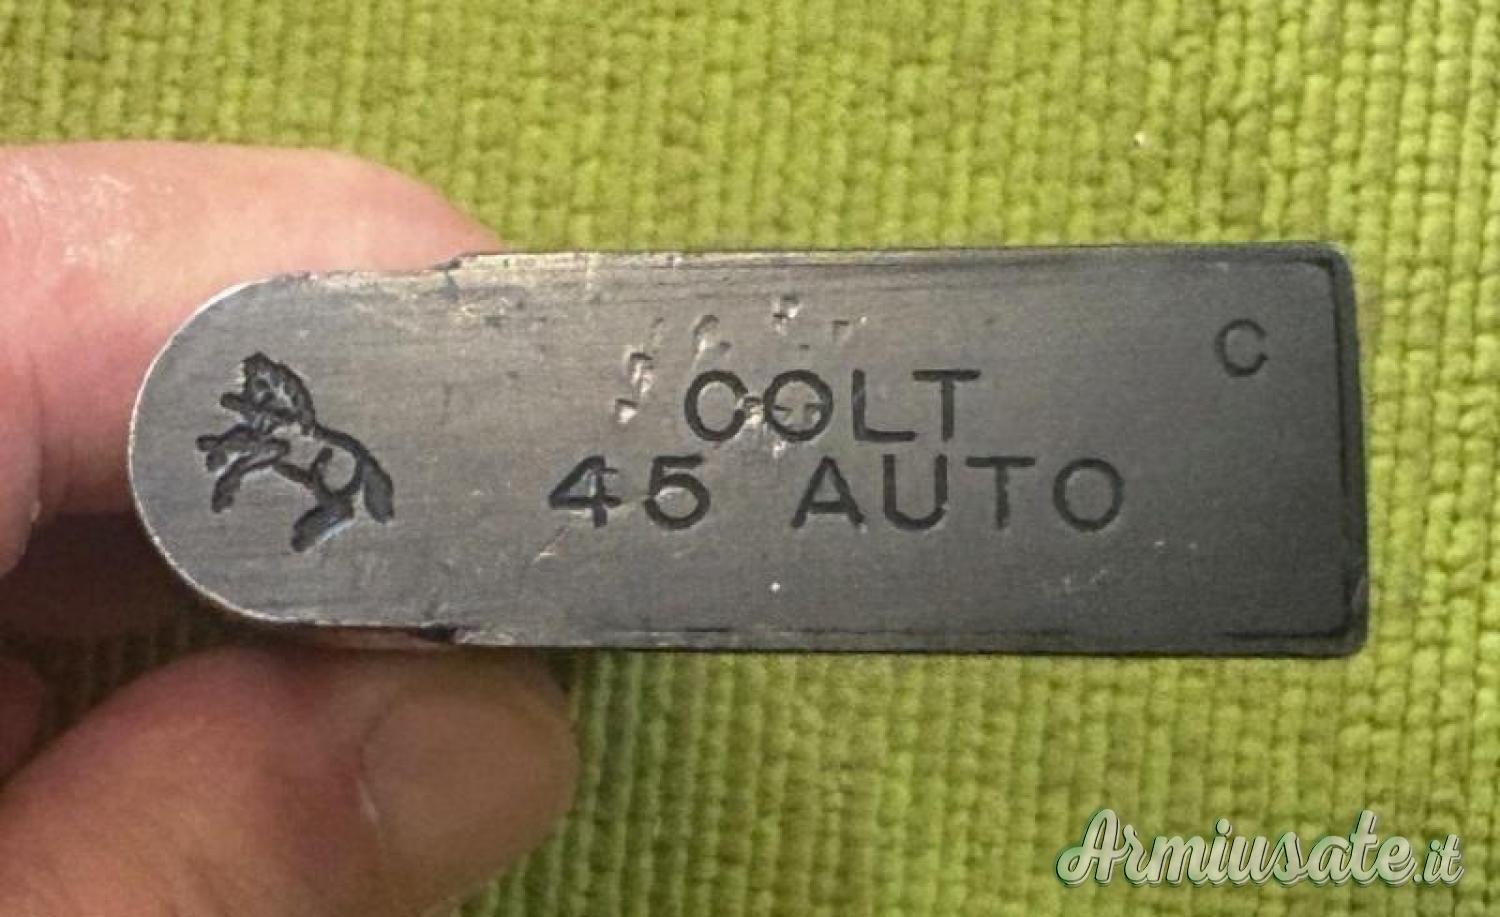 C
COLT
45 AUTO
Armiusate.it